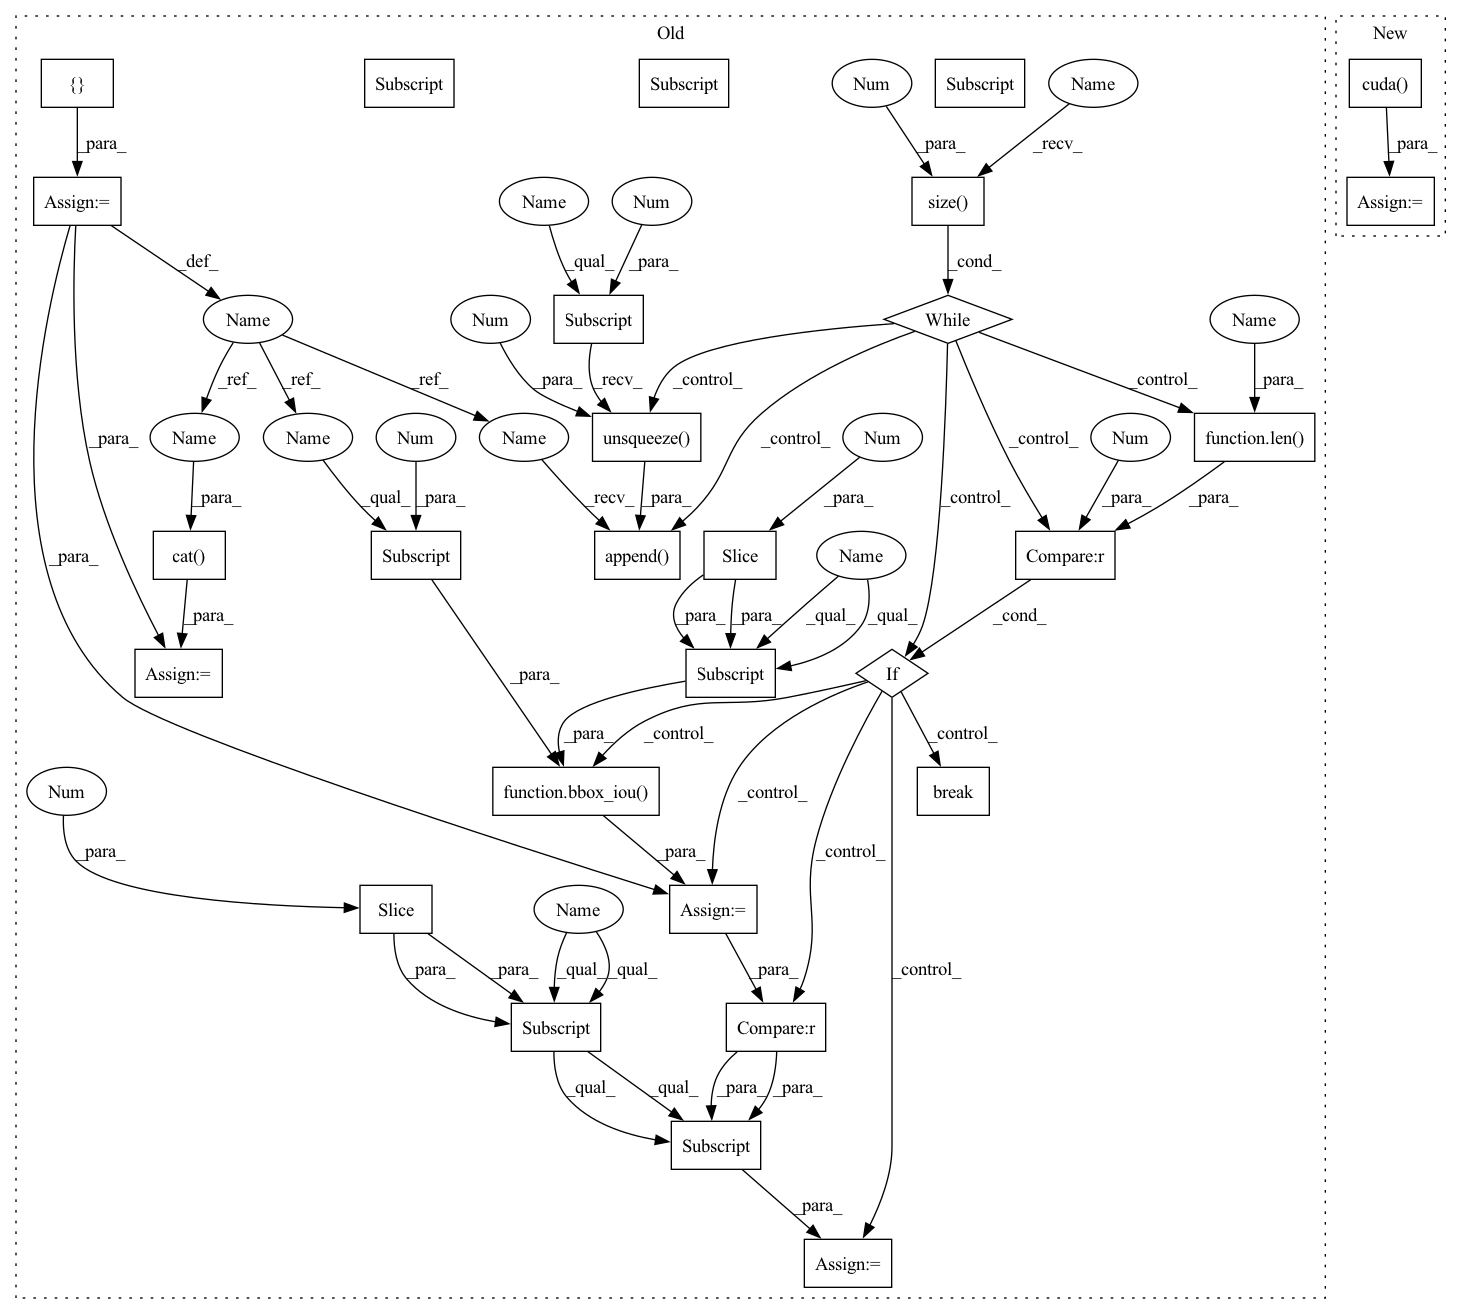 Old
New
{}
Subscript
Subscript
Num
Subscript
Name
cuda()
_para_
_para_
_recv_
_para_
Assign:=
Name
Num
size()
Assign:=
_def_
_qual_
_para_
_cond_
Name
Num
Subscript
While
Name
_ref_
_ref_
_ref_
_para_
_recv_
_control_
_control_
_para_
_para_
Name
Name
Num
Name
unsqueeze()
Num
Num
function.len()
_control_
_control_
_para_
_qual_
_para_
_recv_
_para_
_para_
_control_
_para_
_para_
_para_
cat()
Subscript
append()
Slice
Name
Compare:r
_para_
_para_
_para_
_qual_
_qual_
_cond_
Assign:=
Subscript
If
_para_
_para_
_control_
_control_
Num
function.bbox_iou()
break
_control_
_para_
_para_
_control_
Slice
Name
Assign:=
_para_
_para_
_qual_
_qual_
_para_
_control_
Subscript
Compare:r
_qual_
_qual_
_para_
_para_
Subscript
_para_
Assign:=